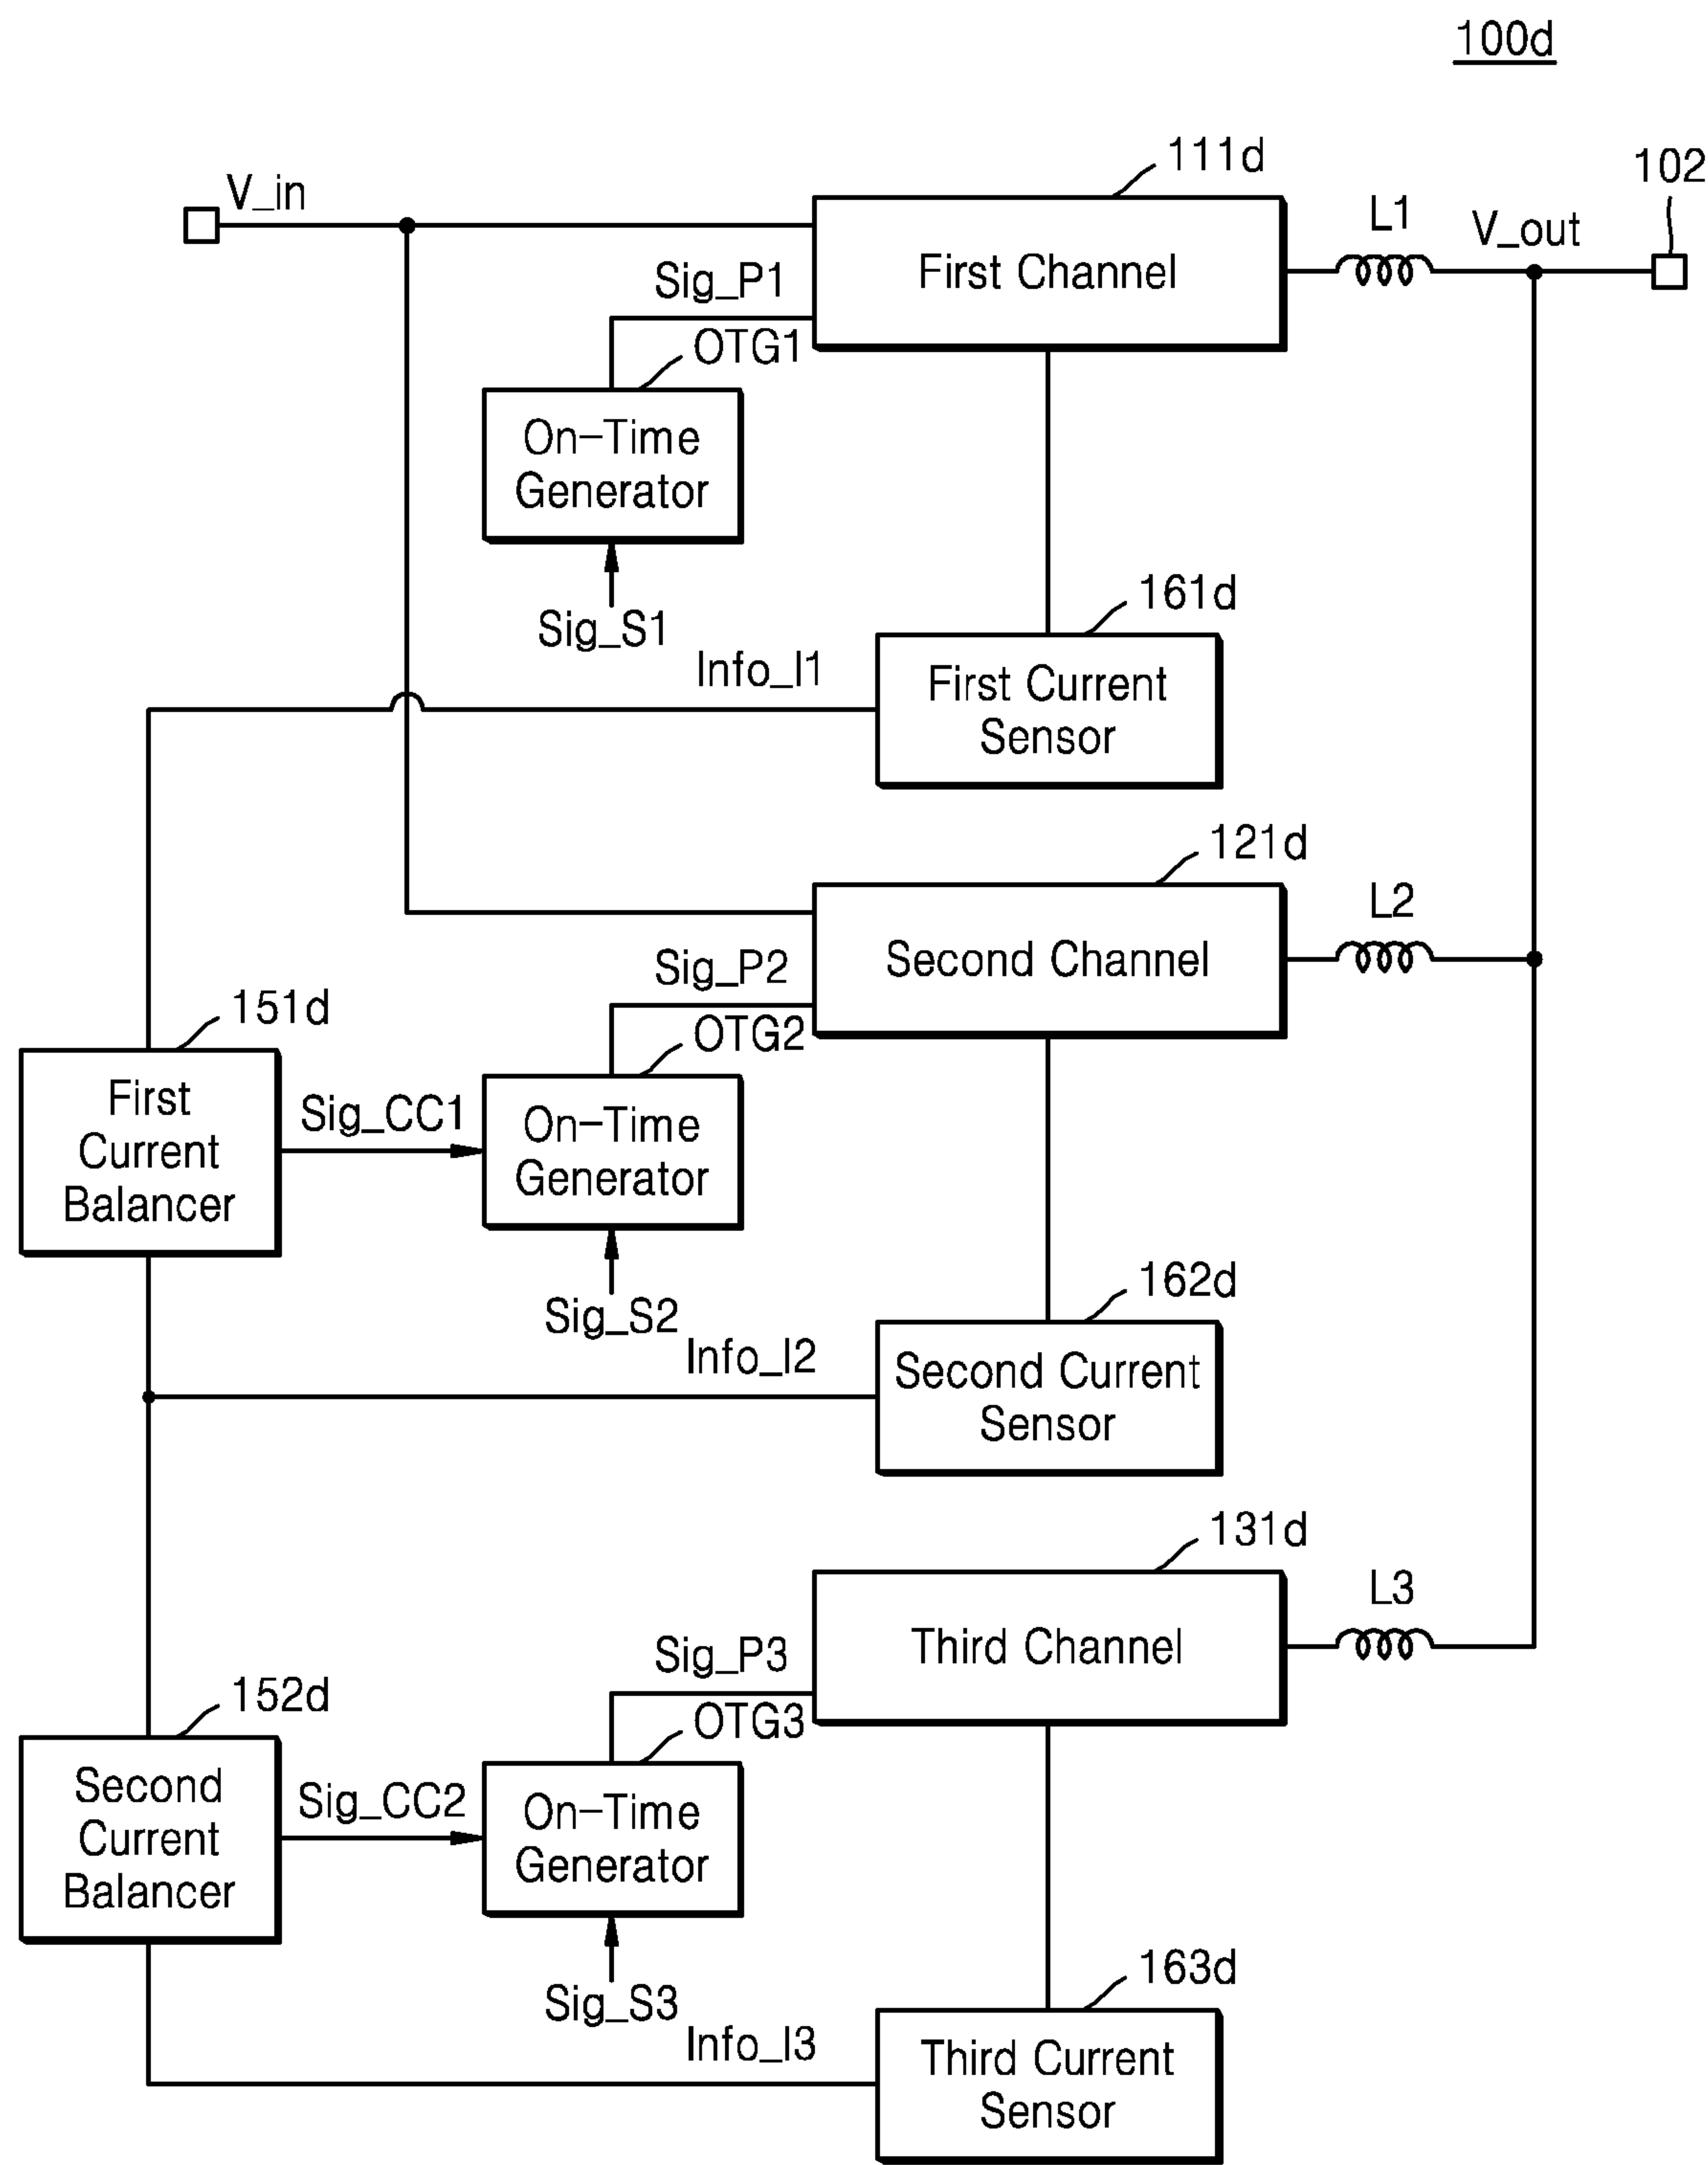 100d
111d
102
V_in
L1
V_out
First Channel
Sig_P1
OTG1
On-Time
Generator
Sig_S1
161d
Info_I1
First Current
Sensor
121d
L2
Second Channel
Sig_P2
OTG2
151d
First
Current
Balancer
Sig_CC1
On-Time
Generator
Sig_S2
162d
Info_I2
Second Current
Sensor
131d
L3
Third Channel
Sig_P3
OTG3
152d
Second
Current
Balancer
Sig_CC2
On-Time
Generator
Sig_S3
163d
Info_I3
Third Current
Sensor